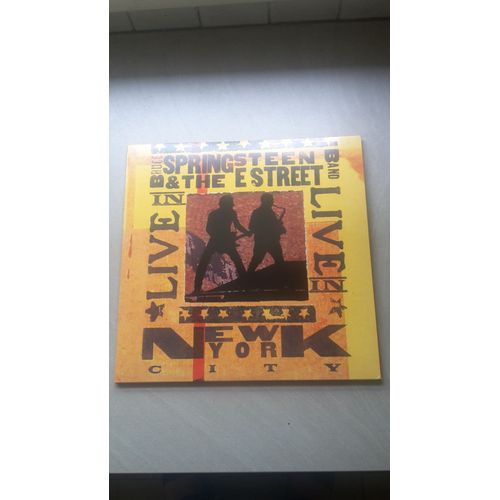 BRUCE SPRINGSTEEN BAND
& THE E STREET
LIVE IN
LIVE IN
NEW YORK
CITY